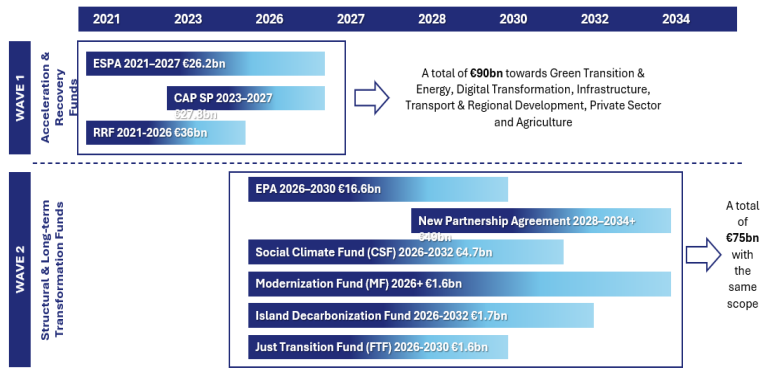 2021 2023 2026 2027 2028 2030 2032 2034
WAVE 1
Acceleration &
Recovery
Funds
ESPA 2021–2027 €26.2bn
CAP SP 2023–2027
€27.8bn
RRF 2021-2026 €36bn
A total of €90bn towards Green Transition &
Energy, Digital Transformation, Infrastructure,
Transport & Regional Development, Private Sector
and Agriculture
WAVE 2
Structural & Long-term
Transformation Funds
EPA 2026–2030 €16.6bn
New Partnership Agreement 2028–2034+
Social Climate Fund (CSF) 2026-2032 €4.7bn
Modernization Fund (MF) 2026+ €1.6bn
Island Decarbonization Fund 2026-2032 €1.7bn
Just Transition Fund (FTF) 2026-2030 €1.6bn
A total
of
€75bn
with
the
same
scope